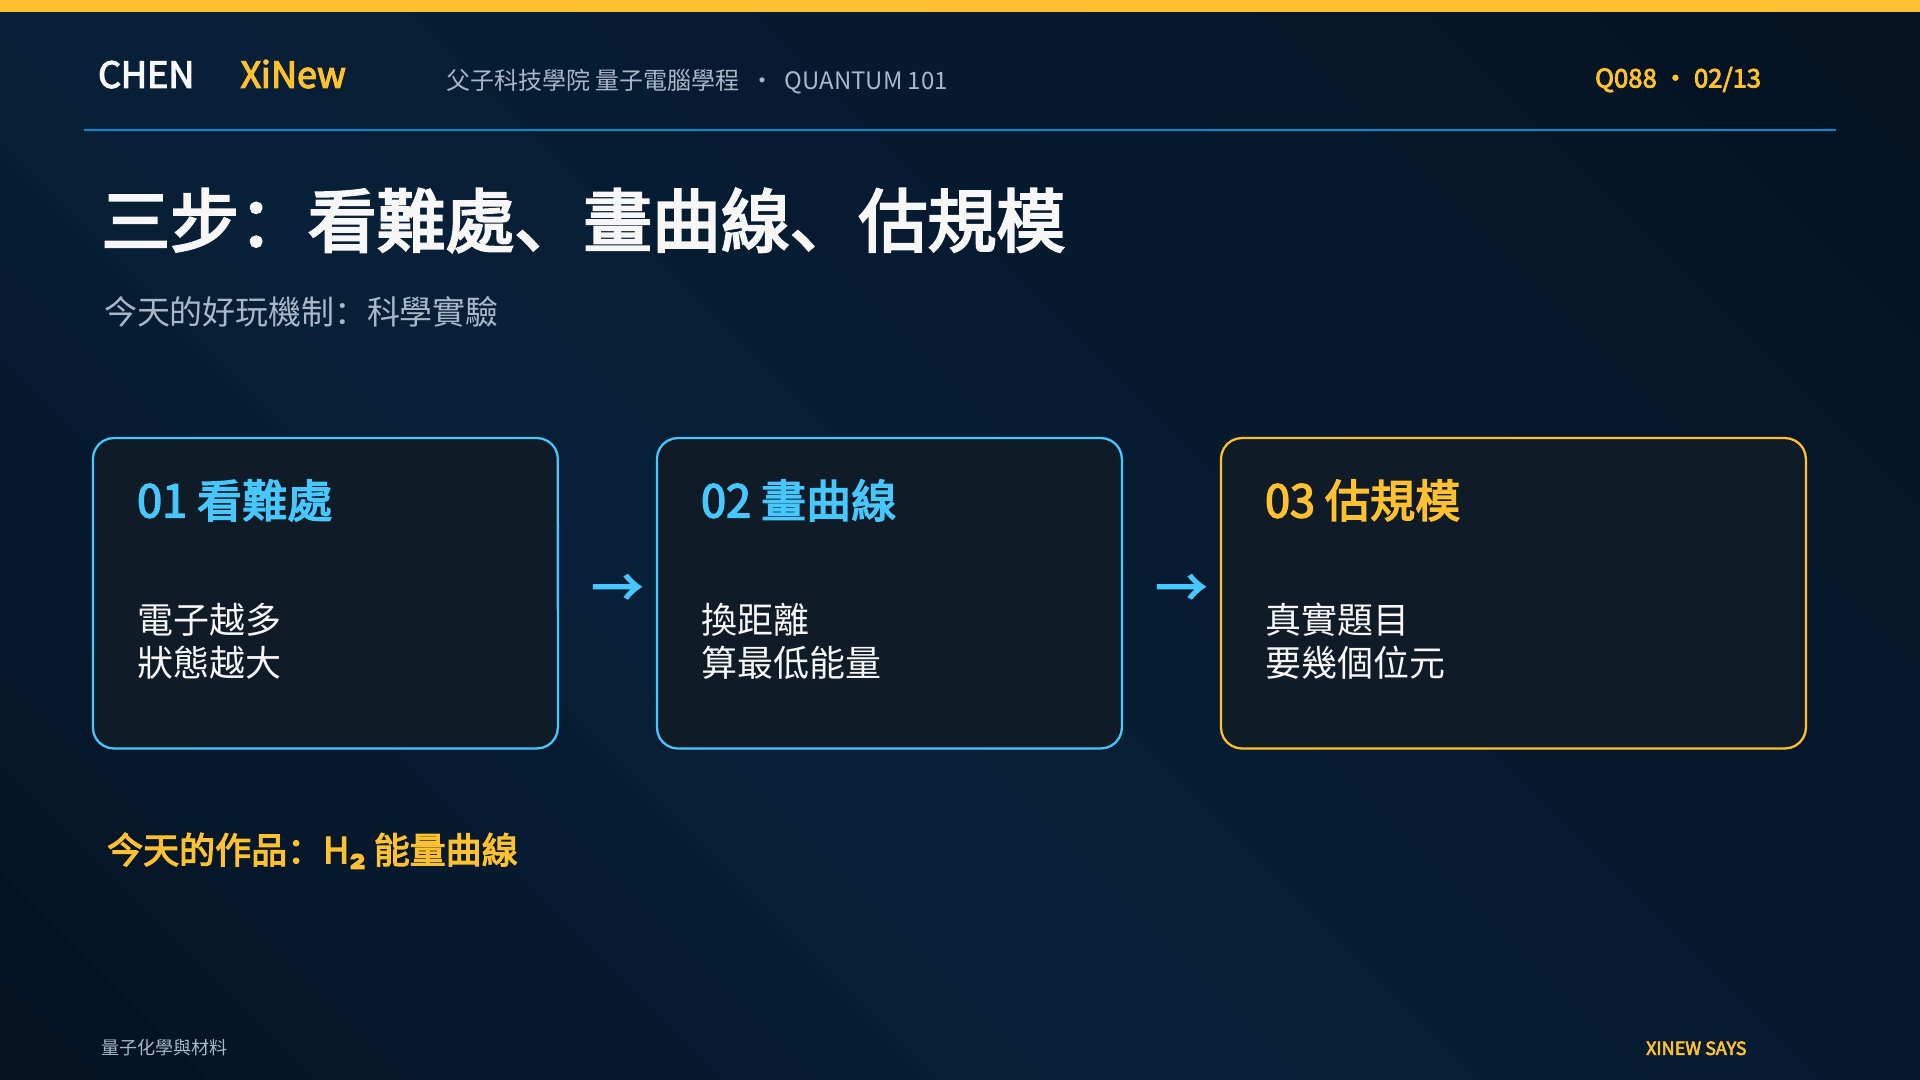 CHEN XiNew 父子科技學院 量子電腦學程 · QUANTUM 101 Q088 · 02/13
三步：看難處、畫曲線、估規模
今天的好玩機制：科學實驗
01 看難處
電子越多
狀態越大
→
02 畫曲線
換距離
算最低能量
→
03 估規模
真實題目
要幾個位元
今天的作品：H₂ 能量曲線
量子化學與材料
XINEW SAYS